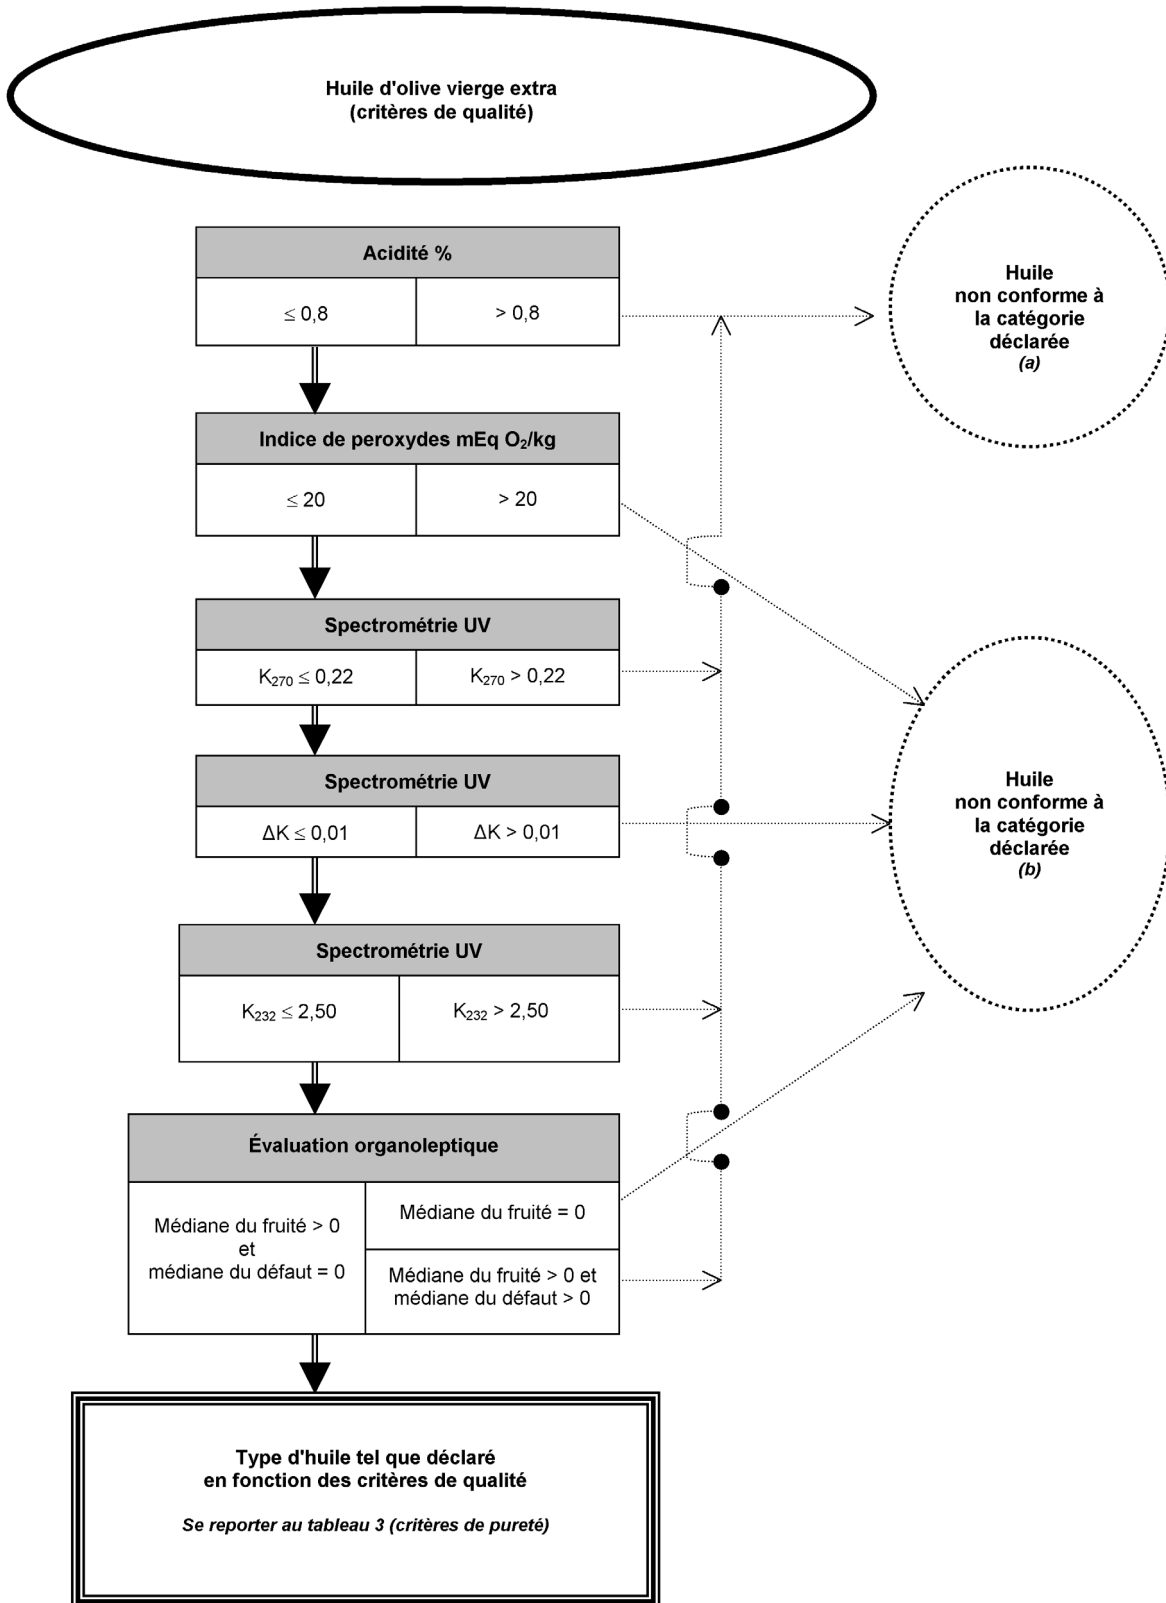 Huile d'olive vierge extra
(critères de qualité)
Acidité %
≤ 0,8
> 0,8
Huile
non conforme à
la catégorie
déclarée
(a)
Indice de peroxydes mEq O₂/kg
≤ 20
> 20
Spectrométrie UV
K₂₇₀ ≤ 0,22
K₂₇₀ > 0,22
Spectrométrie UV
ΔK ≤ 0,01
ΔK > 0,01
Huile
non conforme à
la catégorie
déclarée
(b)
Spectrométrie UV
K₂₃₂ ≤ 2,50
K₂₃₂ > 2,50
Évaluation organoleptique
Médiane du fruité > 0
et
médiane du défaut = 0
Médiane du fruité = 0
Médiane du fruité > 0 et
médiane du défaut > 0
Type d'huile tel que déclaré
en fonction des critères de qualité
Se reporter au tableau 3 (critères de pureté)